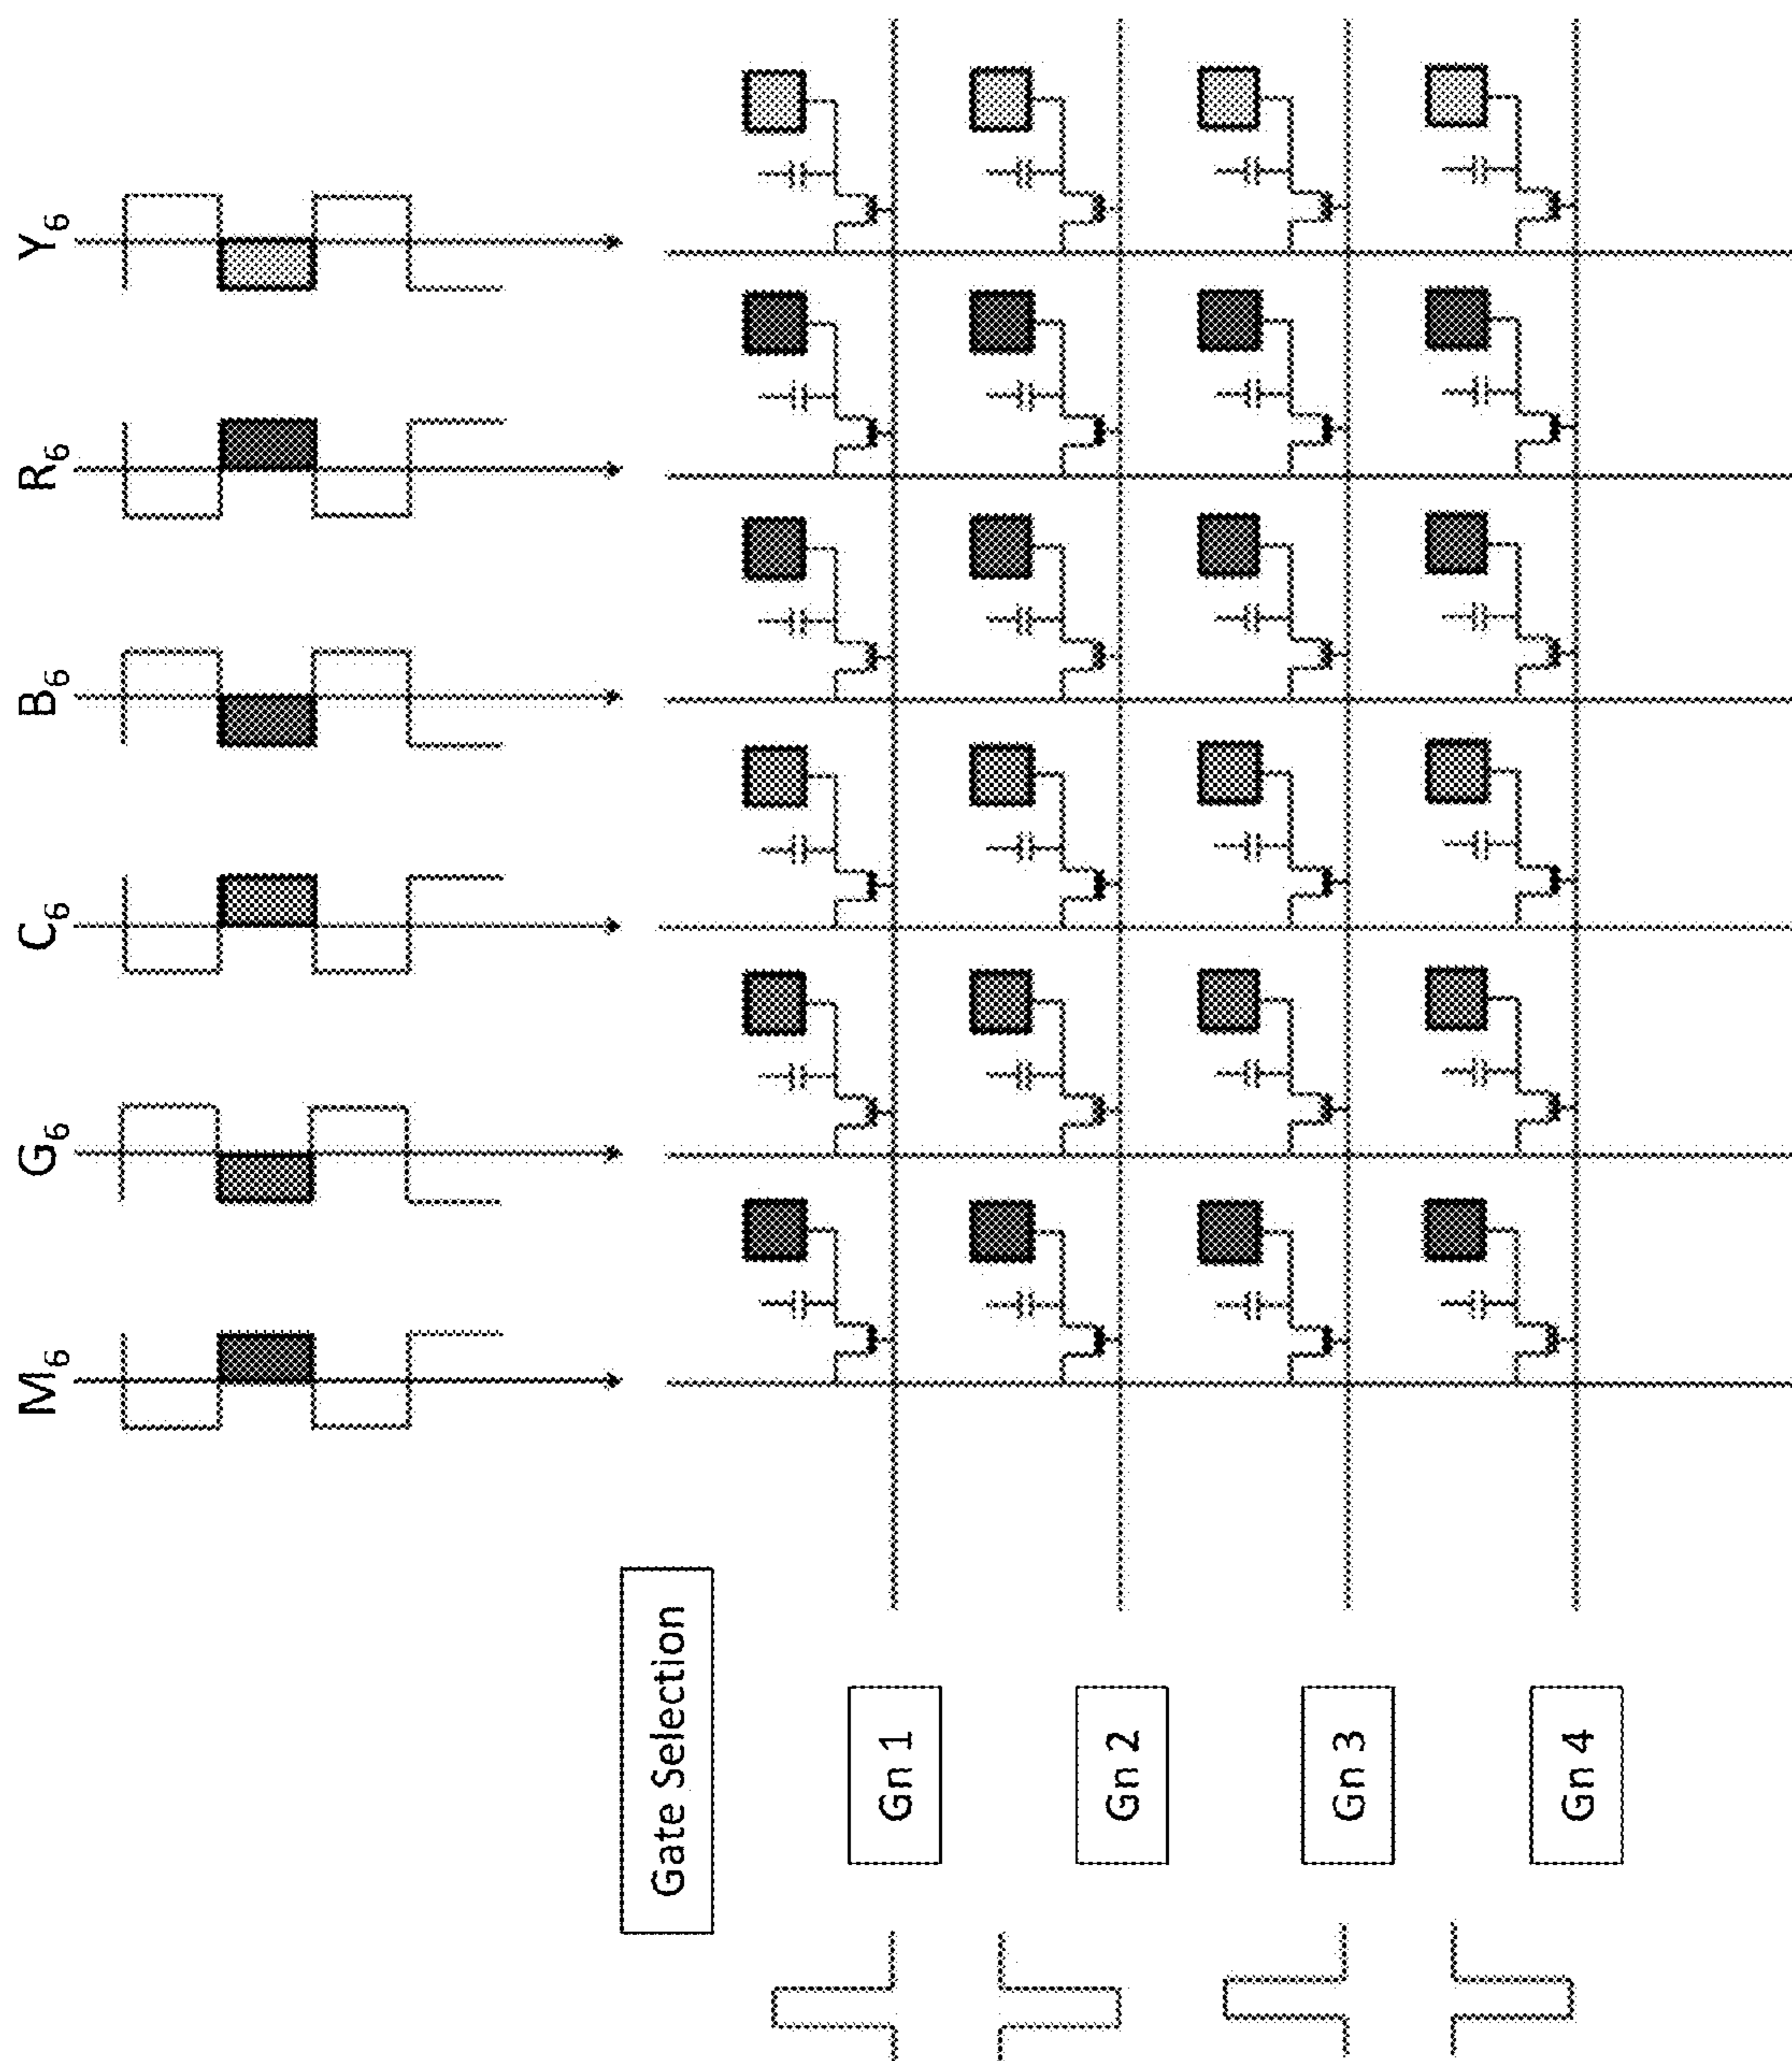 M6 G6 C6 B6 R6 Y6
Gate Selection
Gn 1
Gn 2
Gn 3
Gn 4